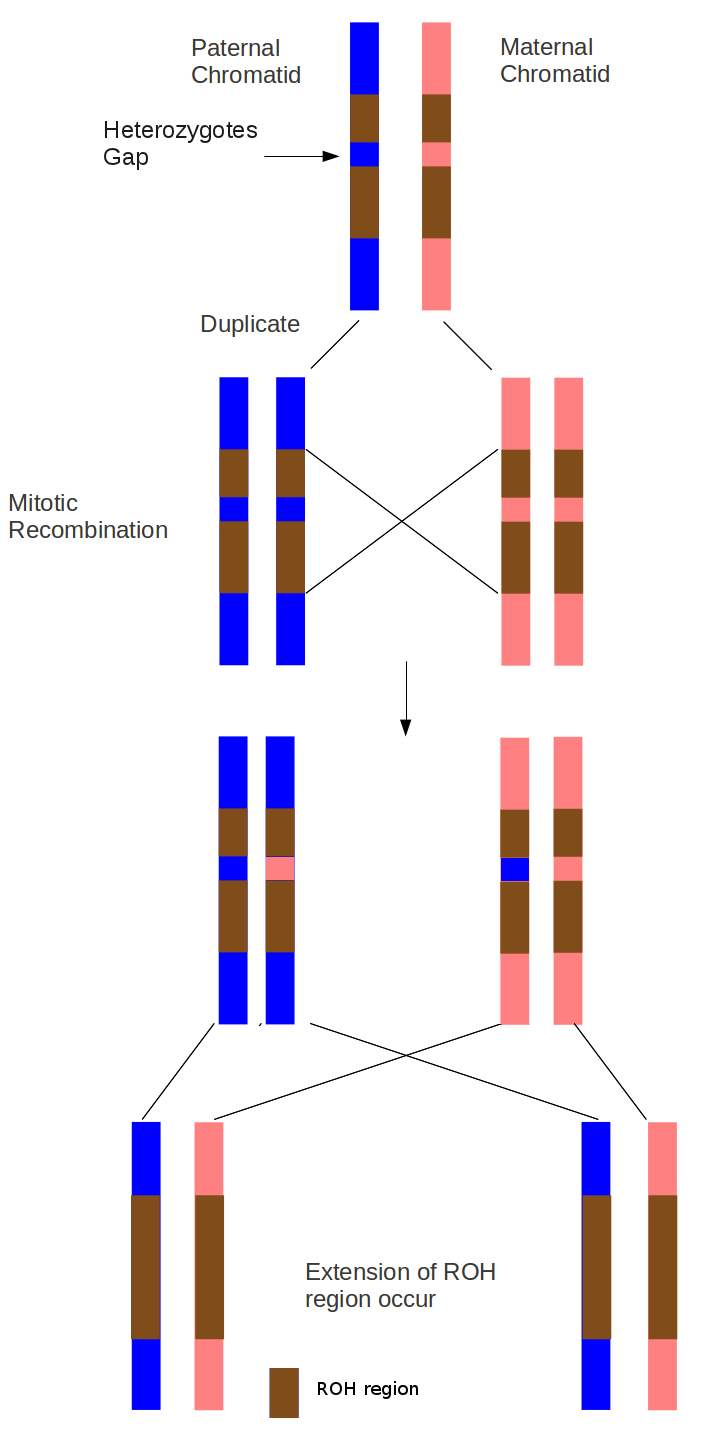 Paternal
Chromatid
Maternal
Chromatid
Heterozygotes
Gap
Duplicate
Mitotic
Recombination
Extension of ROH
region occur
ROH region